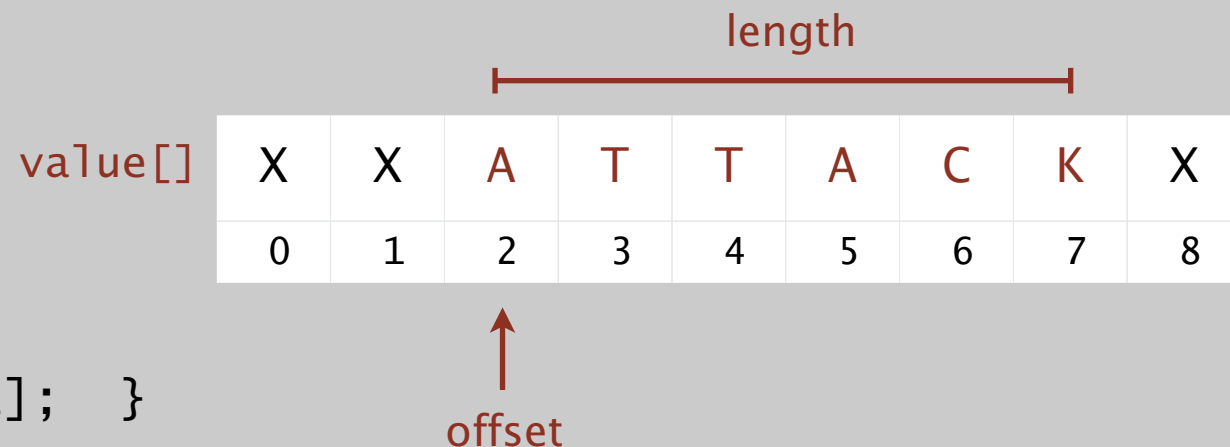 length
value[] X X A T T A C K X
0 1 2 3 4 5 6 7 8
]; }
offset